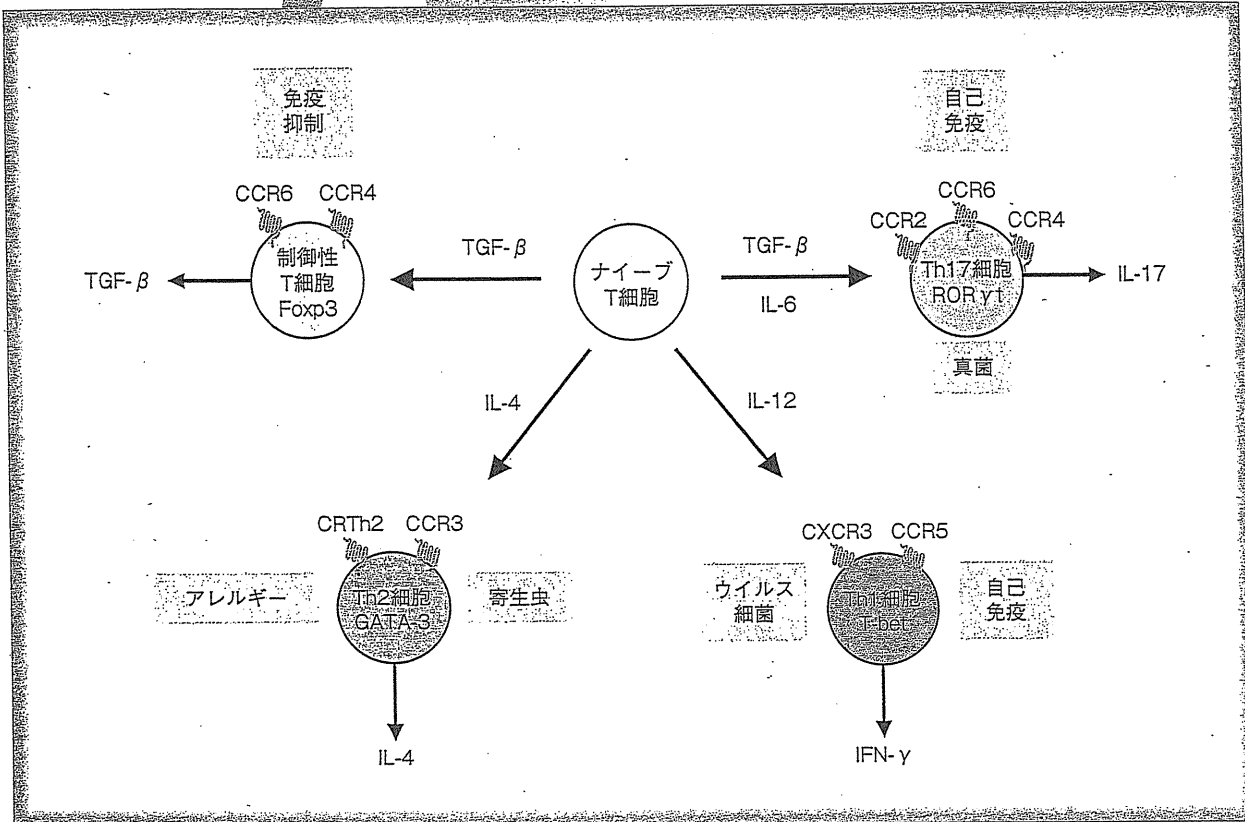 免疫
抑制
自己
免疫
CCR6 CCR4
制御性
T細胞
Foxp3
TGF-β
TGF-β
ナイーブ
T細胞
TGF-β
IL-6
CCR6
CCR2
CCR4
Th17細胞
RORγt
IL-17
真菌
IL-4
IL-12
CRTh2 CCR3
アレルギー
Th2細胞
GATA-3
寄生虫
IL-4
CXCR3 CCR5
ウイルス
細菌
Th1細胞
T-bet
自己
免疫
IFN-γ